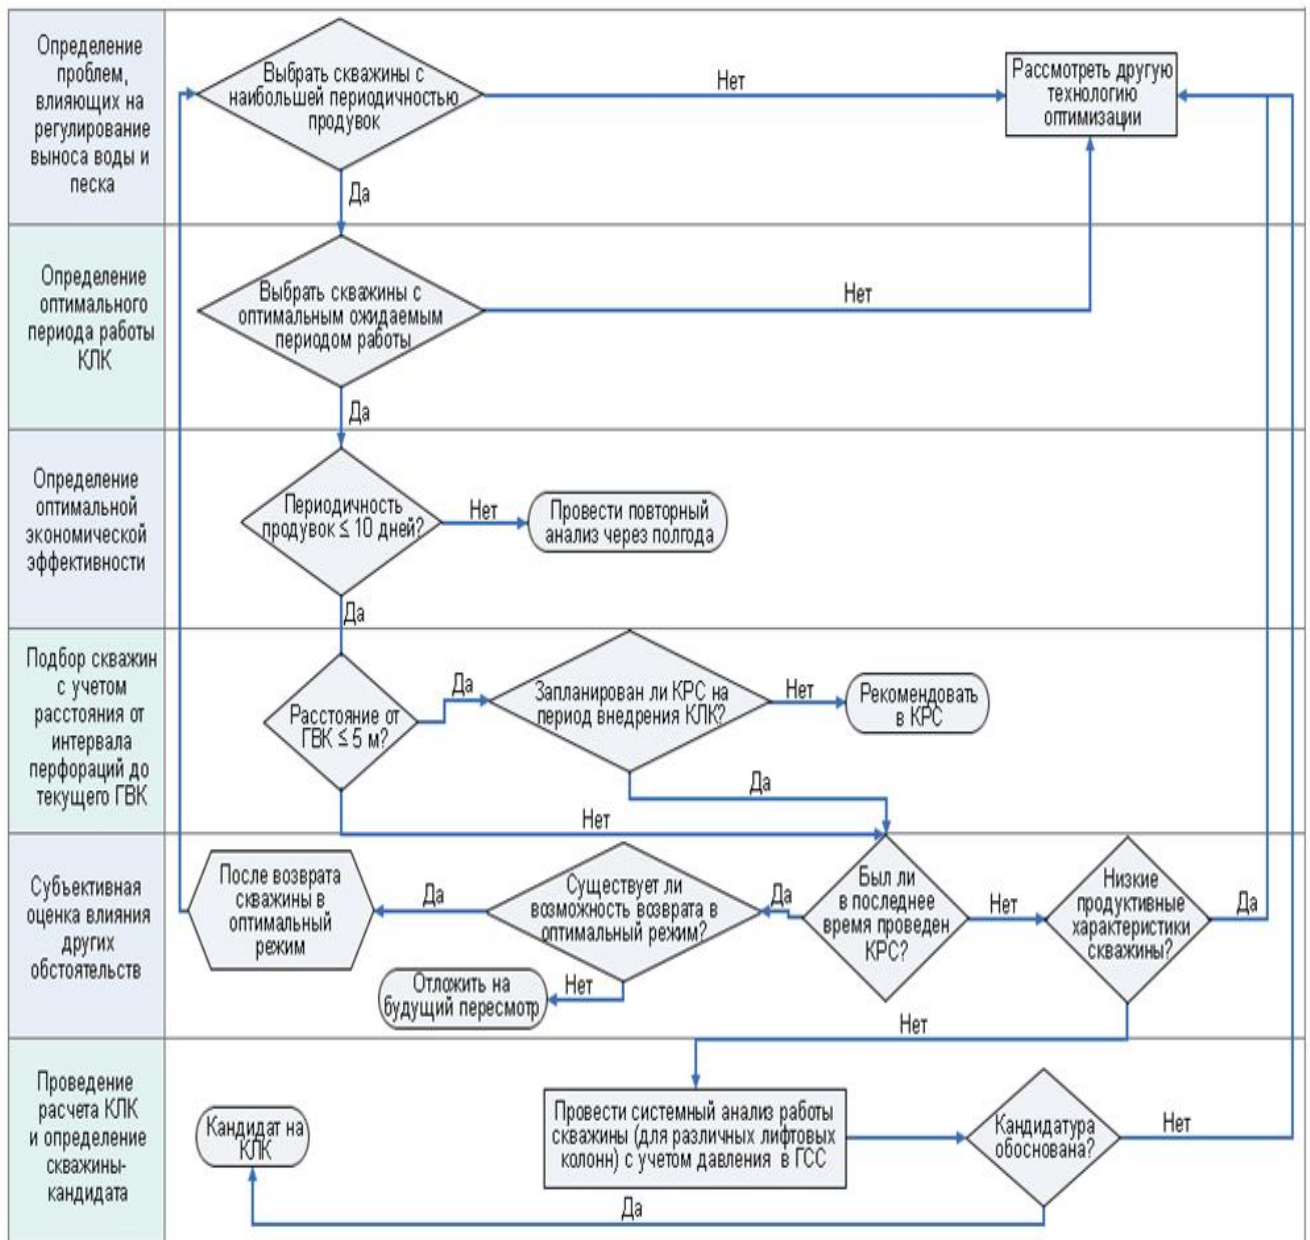 Определение
проблем,
влияющих на
регулирование
выноса воды и
песка
Выбрать скважины с
наибольшей периодичностью
продувок
Нет
Рассмотреть другую
технологию
оптимизации
Да
Определение
оптимального
периода работы
КЛК
Выбрать скважины с
оптимальным ожидаемым
периодом работы
Нет
Да
Определение
оптимальной
экономической
эффективности
Периодичность
продувок ≤ 10 дней?
Нет
Провести повторный
анализ через полгода
Да
Подбор скважин
с учетом
расстояния от
интервала
перфораций до
текущего ГВК
Расстояние от
ГВК ≤ 5 м?
Да
Запланирован ли КРС на
период внедрения КЛК?
Нет
Рекомендовать
в КРС
Да
Нет
Субъективная
оценка влияния
других
обстоятельств
После возврата
скважины в
оптимальный
режим
Да
Существует ли
возможность возврата в
оптимальный режим?
Да
Был ли
в последнее
время проведен
КРС?
Нет
Низкие
продуктивные
характеристики
скважины?
Да
Отложить на
будущий пересмотр
Нет
Нет
Проведение
расчета КЛК
и определение
скважины-
кандидата
Кандидат на
КЛК
Провести системный анализ работы
скважины (для различных лифтовых
колонн) с учетом давления в ГСС
Кандидатура
обоснована?
Нет
Да